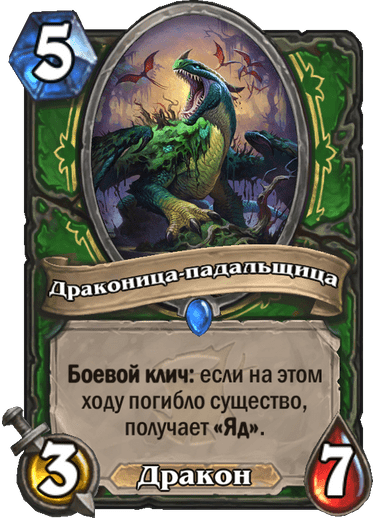 5
Драконица-падальщица
Боевой клич: если на этом
ходу погибло существо,
получает «Яд».
3
Дракон
7